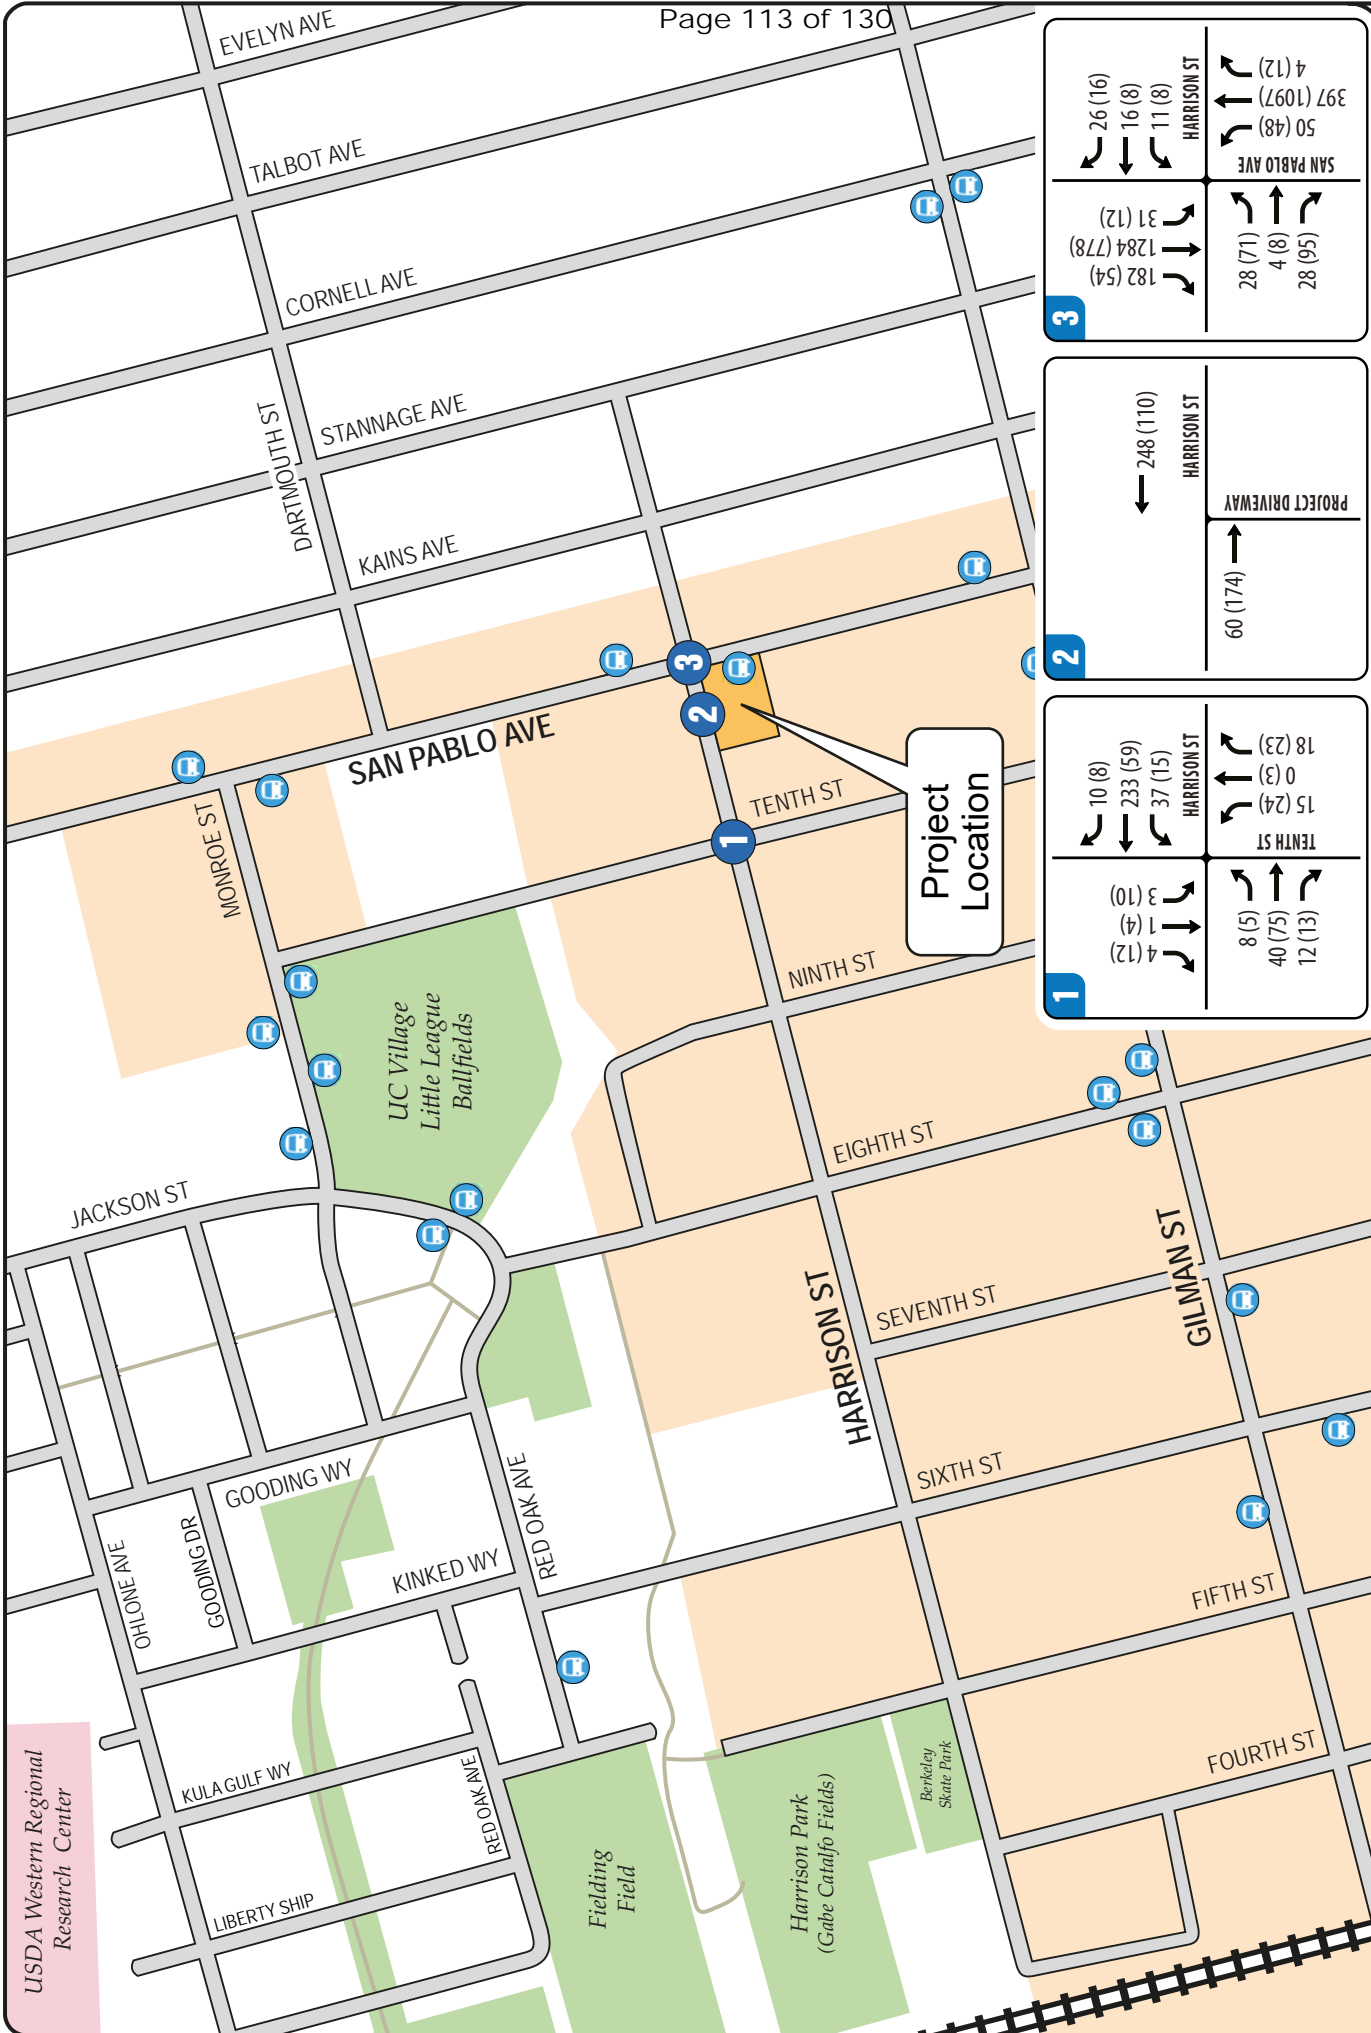 Page 113 of 130
EVELYN AVE
TALBOT AVE
CORNELL AVE
STANNAGE AVE
DARTMOUTH ST
KAINS AVE
SAN PABLO AVE
MONROE ST
TENTH ST
NINTH ST
EIGHTH ST
SEVENTH ST
SIXTH ST
FIFTH ST
FOURTH ST
HARRISON ST
GILMAN ST
JACKSON ST
UC Village
Little League
Ballfields
Project
Location
1
2
3
GOODING WY
GOODING DR
OHLONE AVE
KINKED WY
RED OAK AVE
RED OAK AVE
KULA GULF WY
LIBERTY SHIP
USDA Western Regional
Research Center
Fielding
Field
Harrison Park
(Gabe Catalfo Fields)
Berkeley
Skate Park
1
4 (12)
1 (4)
3 (10)
10 (8)
233 (59)
37 (15)
HARRISON ST
8 (5)
40 (75)
12 (13)
TENTH ST
15 (24)
0 (3)
18 (23)
2
248 (110)
HARRISON ST
60 (174)
PROJECT DRIVEWAY
3
182 (54)
1284 (778)
31 (12)
26 (16)
16 (8)
11 (8)
HARRISON ST
28 (71)
4 (8)
28 (95)
SAN PABLO AVE
50 (48)
397 (1097)
4 (12)